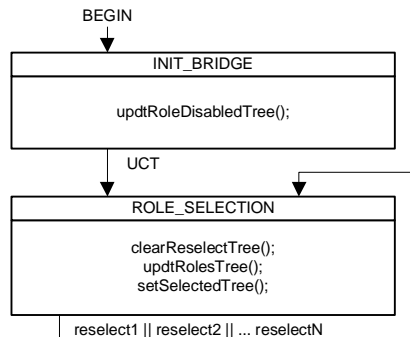 BEGIN
INIT_BRIDGE
updtRoleDisabledTree();
UCT
ROLE_SELECTION
clearReselectTree();
updtRolesTree();
setSelectedTree();
reselect1 || reselect2 || ... reselectN